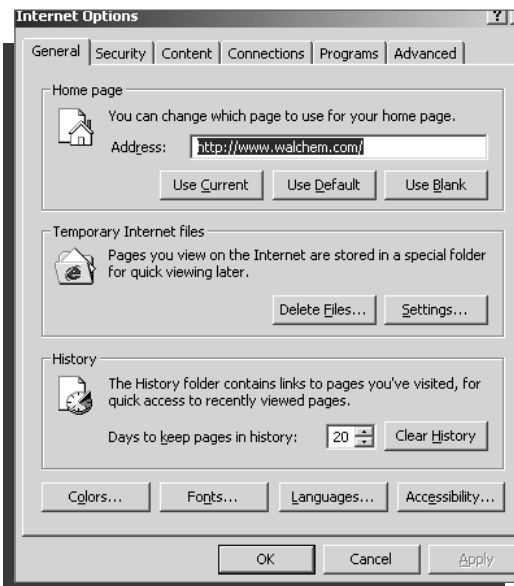 Internet Options
General Security Content Connections Programs Advanced
Home page
You can change which page to use for your home page.
Address: http://www.walchem.com/
Use Current Use Default Use Blank
Temporary Internet files
Pages you view on the Internet are stored in a special folder
for quick viewing later.
Delete Files... Settings...
History
The History folder contains links to pages you've visited, for
quick access to recently viewed pages.
Days to keep pages in history: 20 Clear History
Colors... Fonts... Languages... Accessibility...
OK Cancel Apply